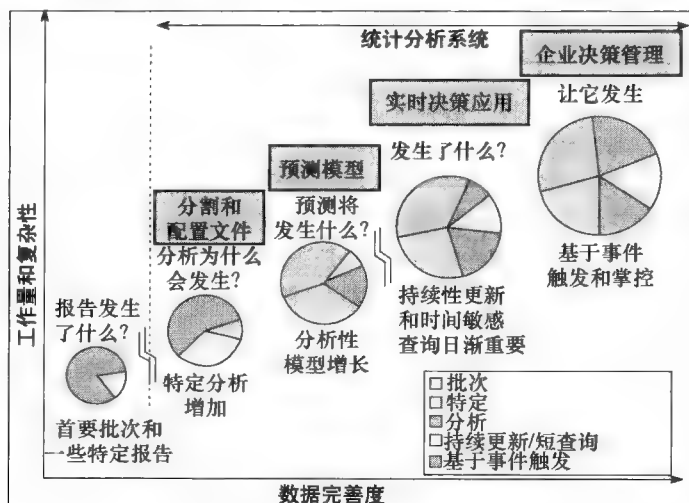 统计分析系统
企业决策管理
让它发生
实时决策应用
发生了什么?
预测模型
预测将
发生什么?
分割和
配置文件
分析为什么
会发生?
报告发生
了什么?
首要批次和
一些特定报告
特定分析
增加
分析性
模型增长
持续性更新
和时间敏感
查询日渐重要
基于事件
触发和掌控
批次
特定
分析
持续更新/短查询
基于事件触发
工作量和复杂性
数据完善度